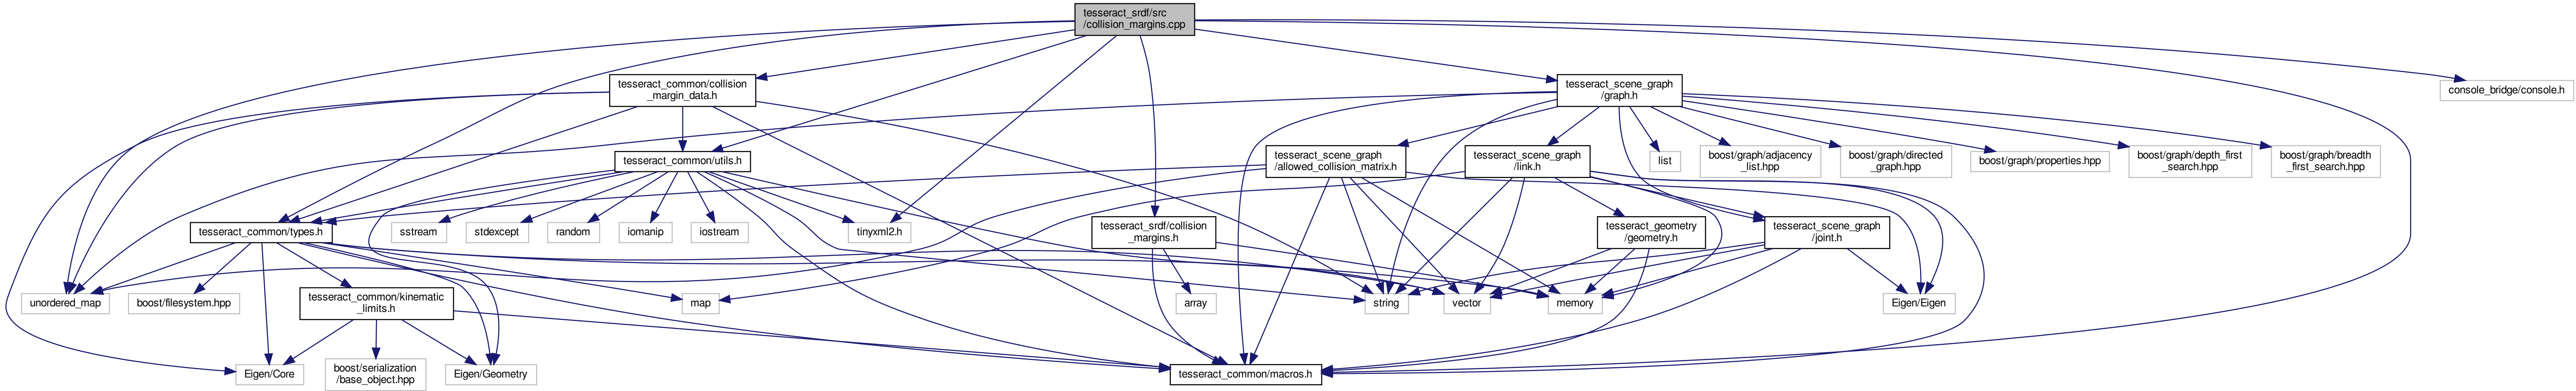 tesseract_srdf/src
/collision_margins.cpp
tesseract_common/collision
_margin_data.h
tesseract_scene_graph
/graph.h
console_bridge/console.h
tesseract_common/utils.h
tesseract_scene_graph
/allowed_collision_matrix.h
tesseract_scene_graph
/link.h
list
boost/graph/adjacency
_list.hpp
boost/graph/directed
_graph.hpp
boost/graph/properties.hpp
boost/graph/depth_first
_search.hpp
boost/graph/breadth
_first_search.hpp
tesseract_common/types.h
sstream
stdexcept
random
iomanip
iostream
tinyxml2.h
tesseract_srdf/collision
_margins.h
tesseract_geometry
/geometry.h
tesseract_scene_graph
/joint.h
unordered_map
boost/filesystem.hpp
tesseract_common/kinematic
_limits.h
map
array
string
vector
memory
Eigen/Eigen
Eigen/Core
boost/serialization
/base_object.hpp
Eigen/Geometry
tesseract_common/macros.h